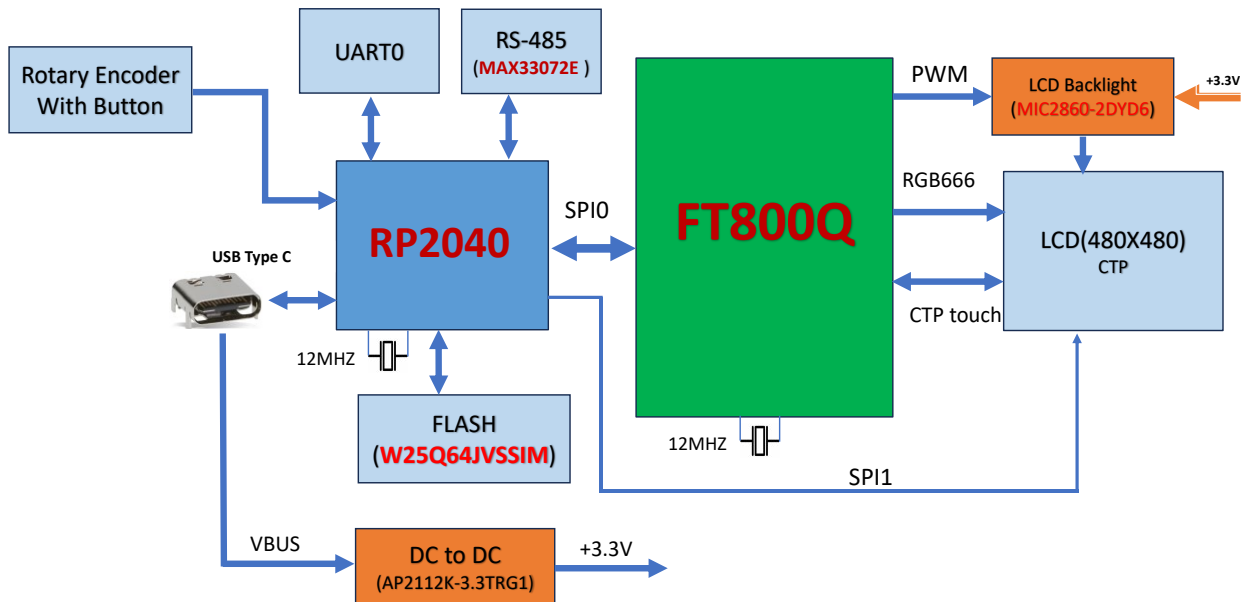 UART0
RS-485
(MAX33072E )
Rotary Encoder
With Button
PWM
LCD Backlight
(MIC2860-2DYD6)
+3.3V
RGB666
FT800Q
SPI0
RP2040
LCD(480X480)
CTP
USB Type C
CTP touch
12MHZ
FLASH
(W25Q64JVSSIM)
12MHZ
SPI1
VBUS
DC to DC
(AP2112K-3.3TRG1)
+3.3V